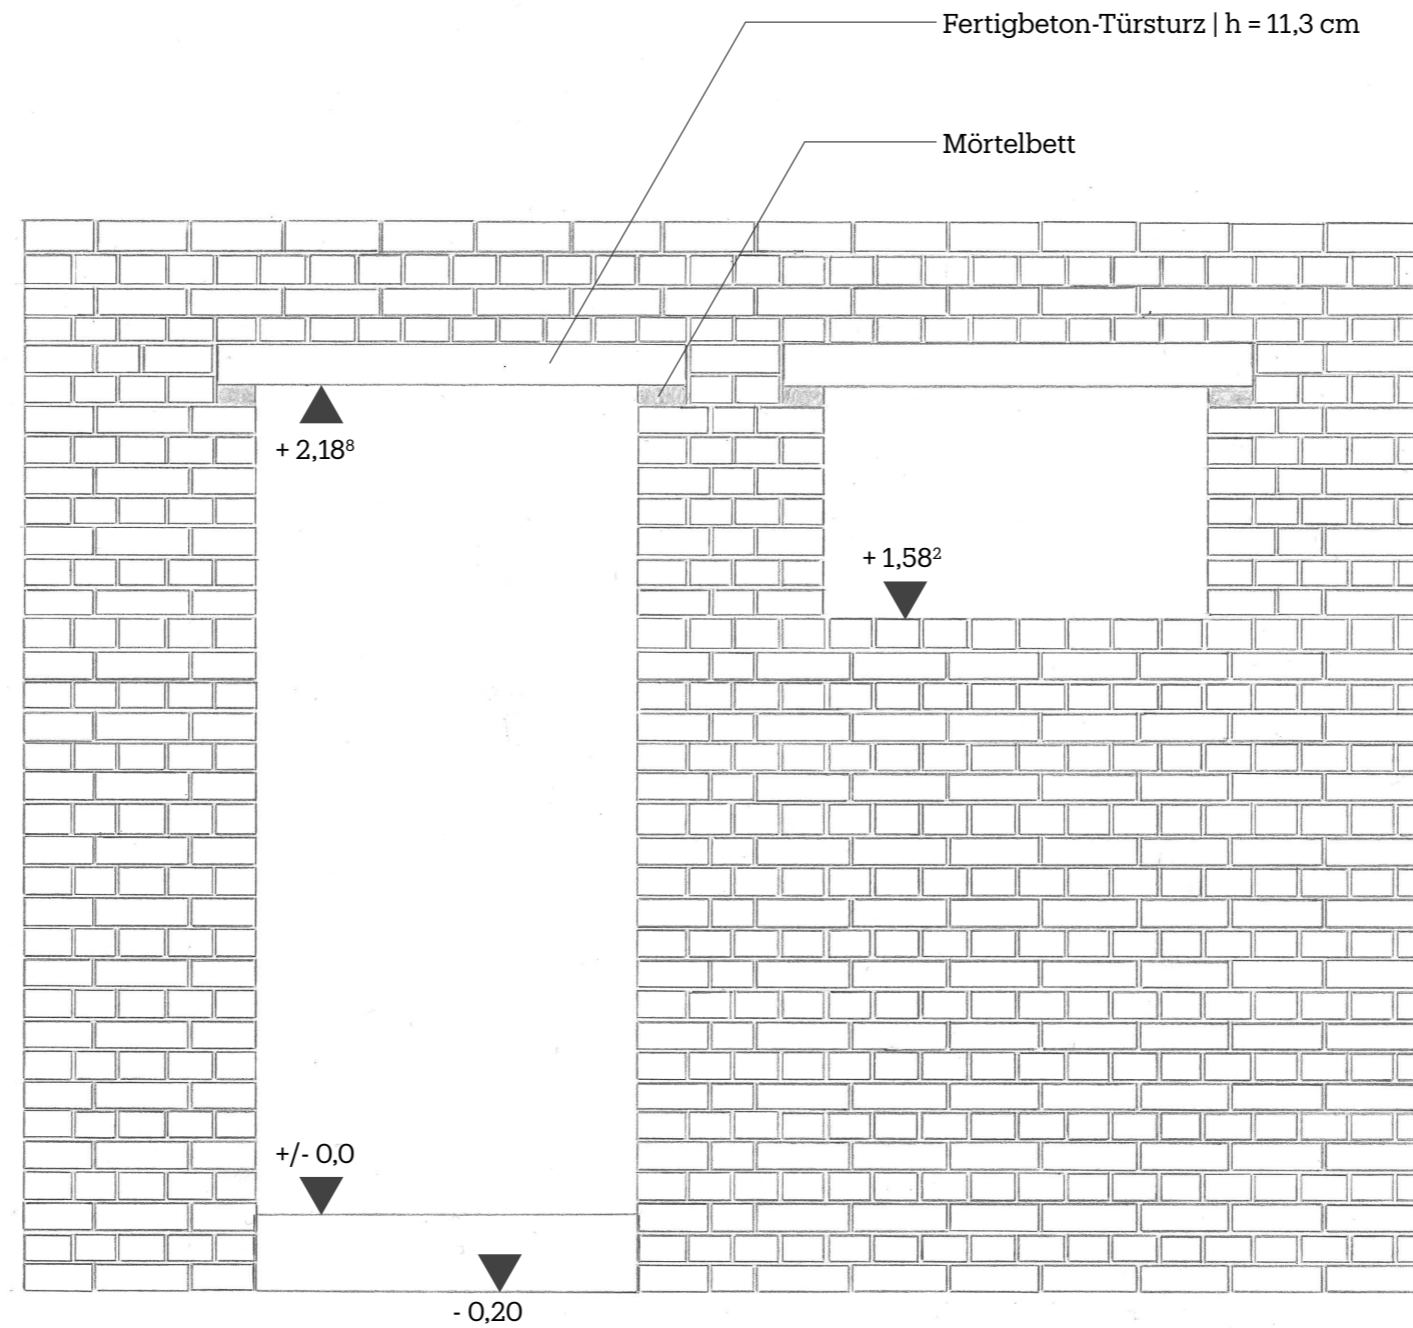 Fertigbeton-Türsturz | h = 11,3 cm
Mörtelbett
+ 2,18⁸
+ 1,58²
+/- 0,0
- 0,20